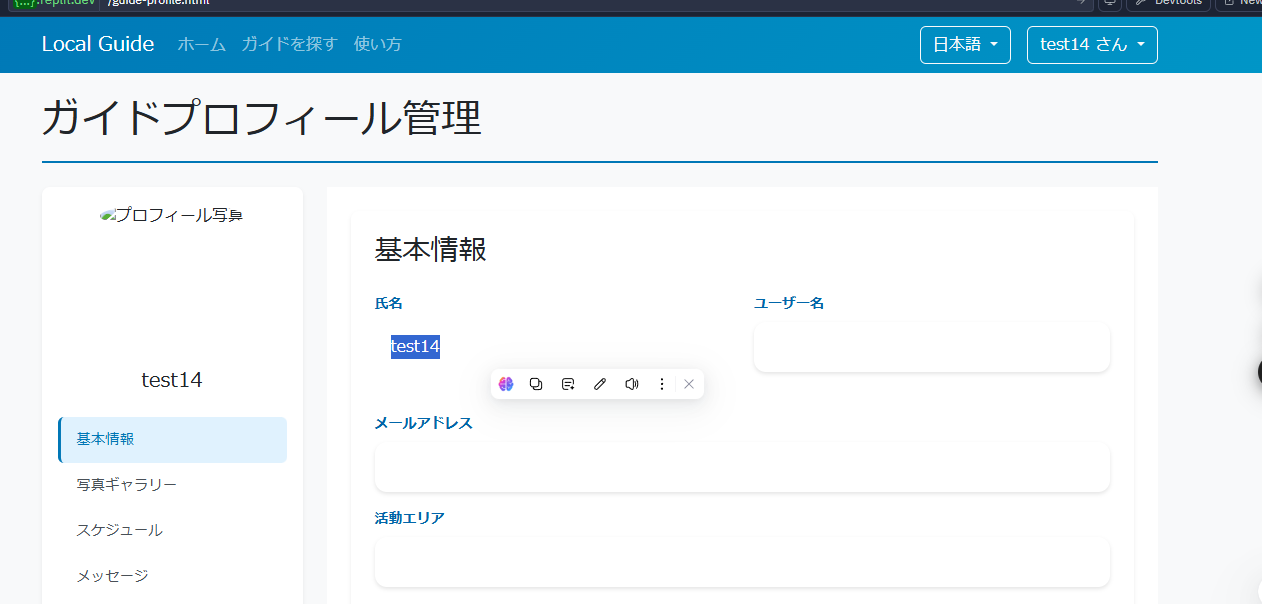 {...}.replit.dev /guide-profile.html
Devtools
New
Local Guide ホーム ガイドを探す 使い方 日本語 test14 さん
ガイドプロフィール管理
プロフィール写真
test14
基本情報
写真ギャラリー
スケジュール
メッセージ
基本情報
氏名
test14
ユーザー名
メールアドレス
活動エリア